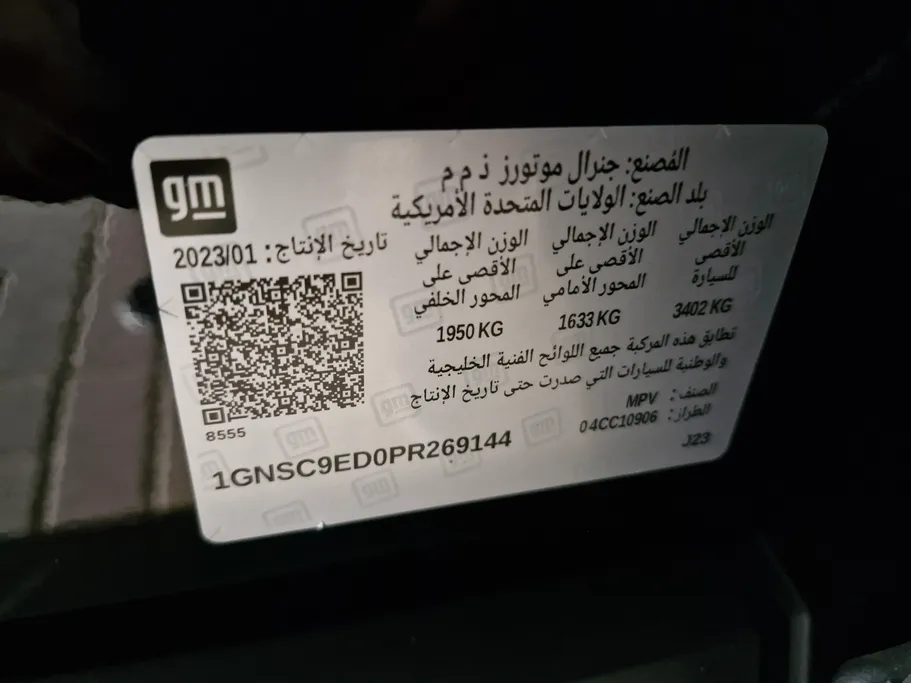 gm
المُصنع: جنرال موتورز ذ م م
بلد الصنع: الولايات المتحدة الأمريكية
تاريخ الإنتاج: 2023/01
الوزن الإجمالي الوزن الإجمالي الوزن الإجمالي
الأقصى الأقصى على الأقصى على
للسيارة المحور الأمامي المحور الخلفي
3402 KG 1633 KG 1950 KG
تطابق هذه المركبة جميع اللوائح الفنية الخليجية
والوطنية للسيارات التي صدرت حتى تاريخ الإنتاج
الصنف: MPV
الطراز: 04CC10906
J23
8555
1GNSC9ED0PR269144